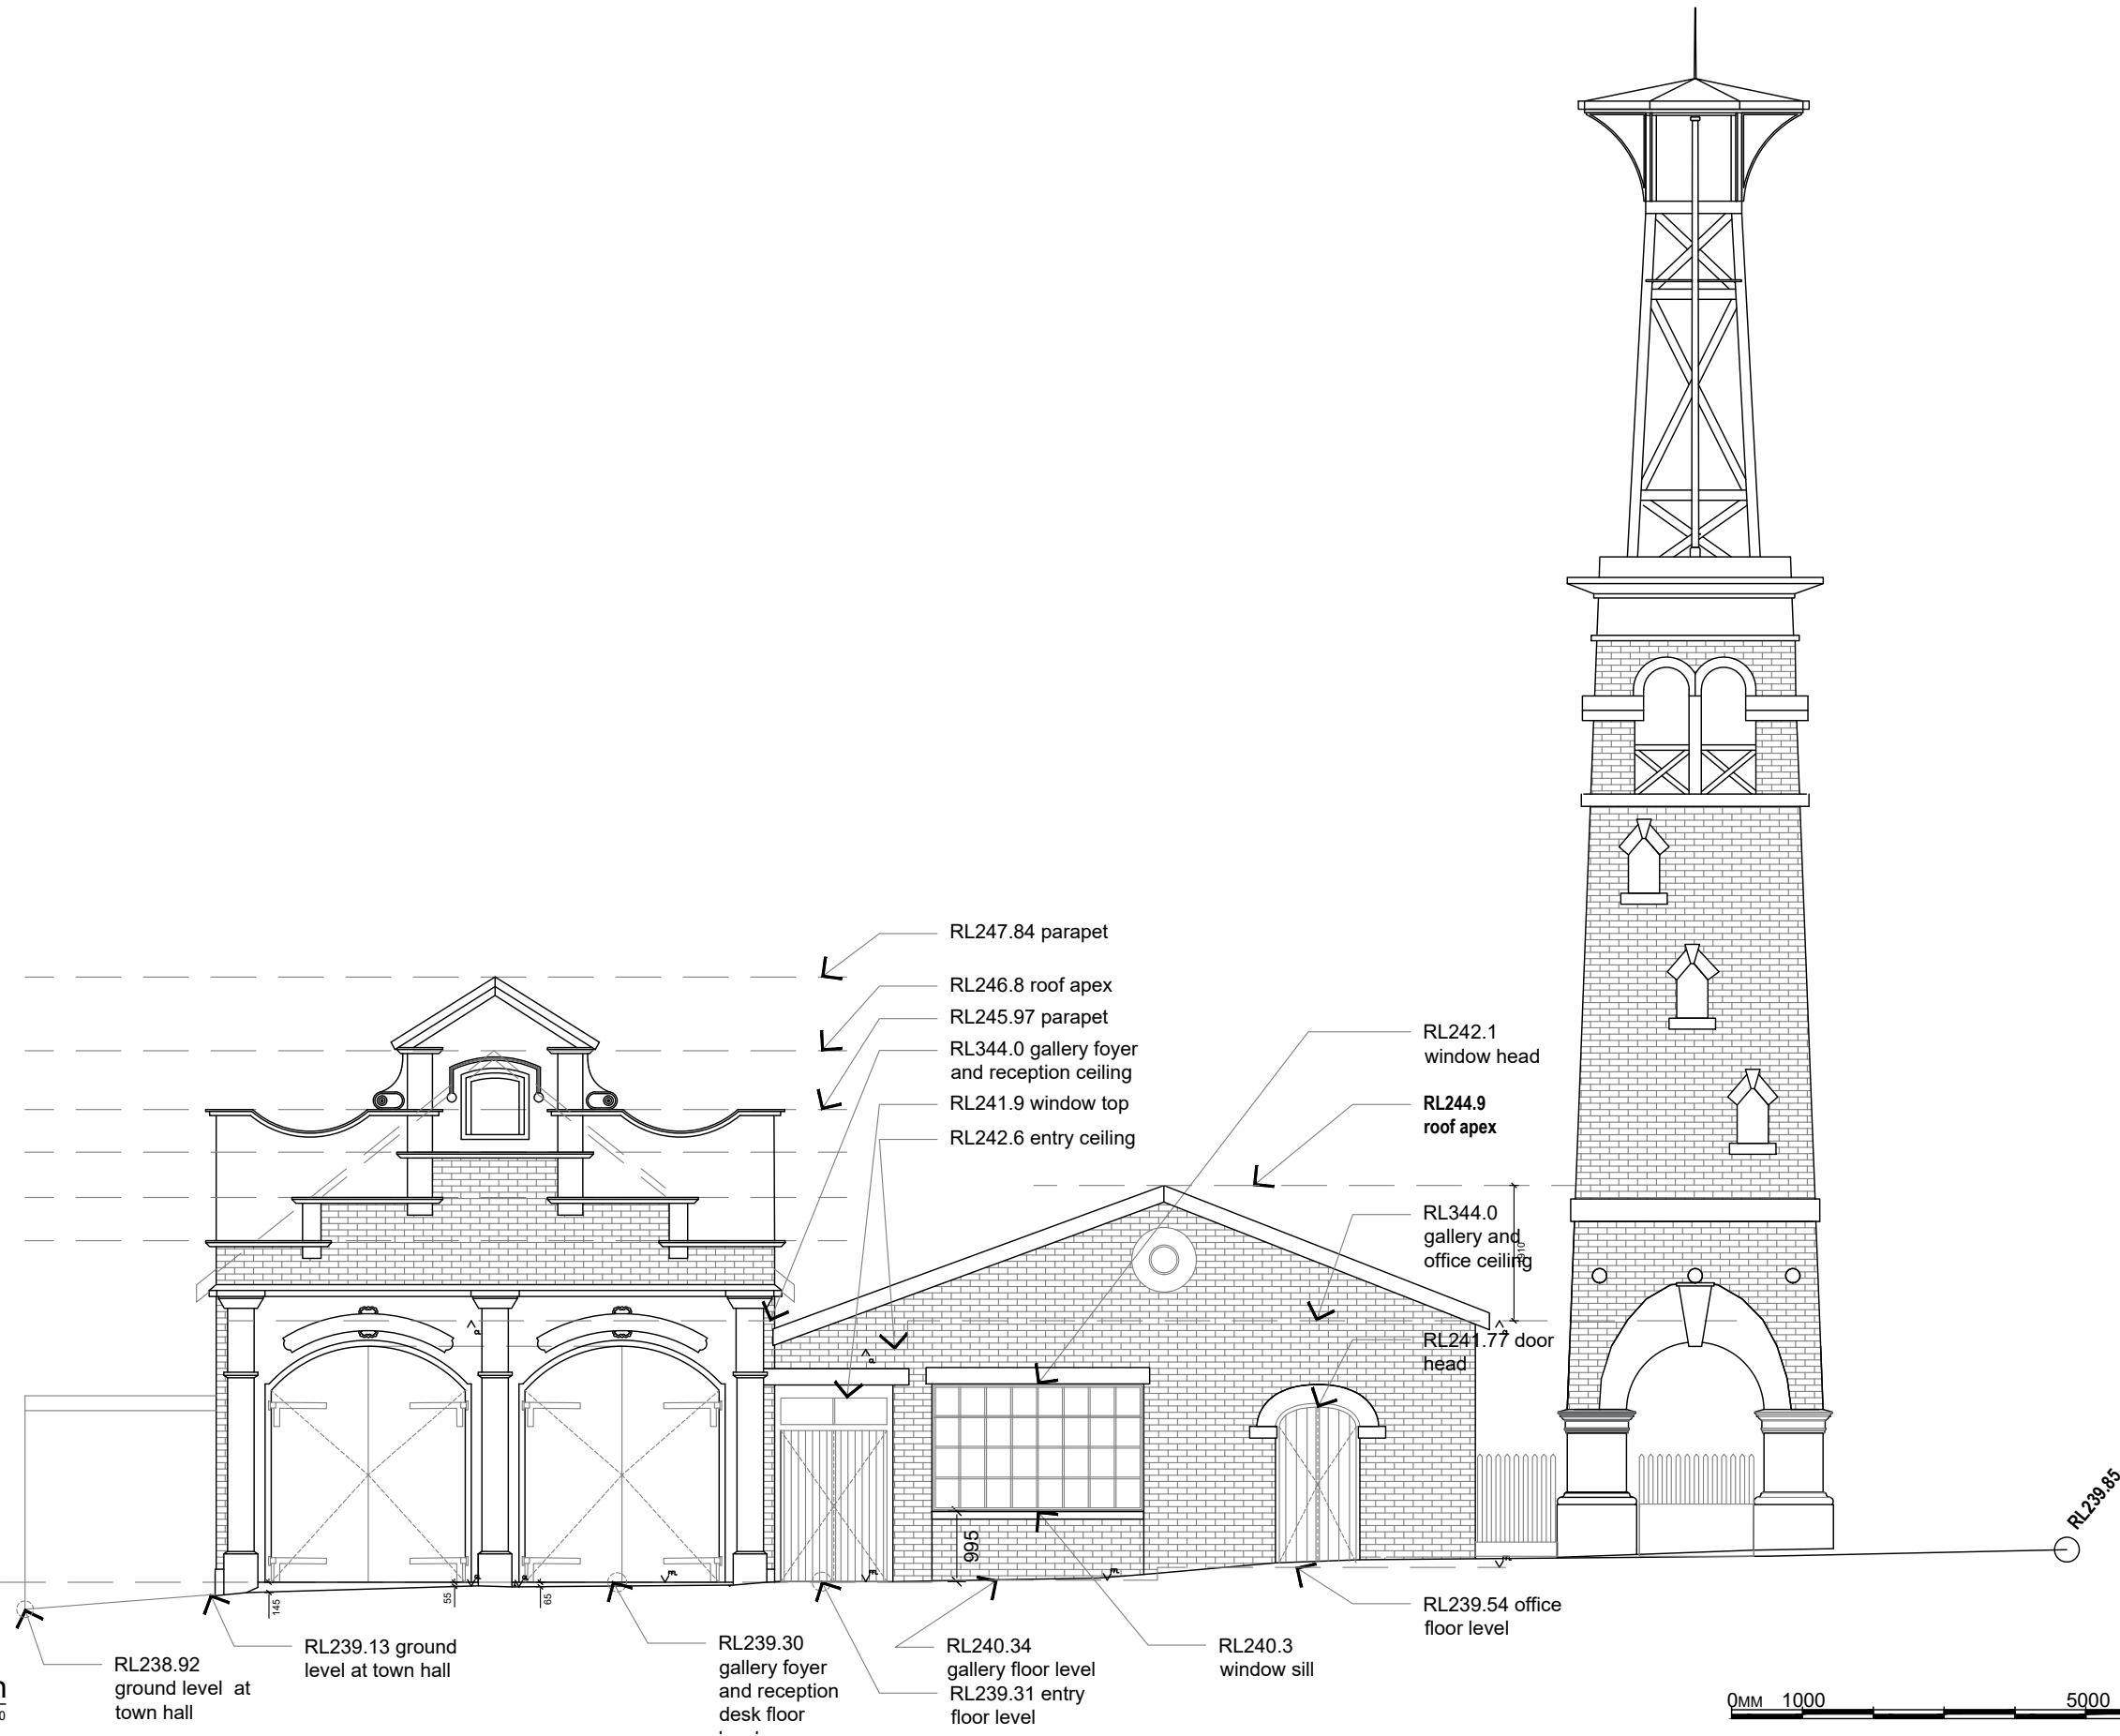 RL247.84 parapet
RL246.8 roof apex
RL245.97 parapet
RL344.0 gallery foyer
and reception ceiling
RL241.9 window top
RL242.6 entry ceiling
RL242.1
window head
RL244.9
roof apex
RL344.0
gallery and
office ceiling
RL241.77 door
head
995
145
55
65
RL239.85
RL239.54 office
floor level
RL238.92
ground level at
town hall
RL239.13 ground
level at town hall
RL239.30
gallery foyer
and reception
desk floor
RL240.34
gallery floor level
RL239.31 entry
floor level
RL240.3
window sill
0MM 1000 5000